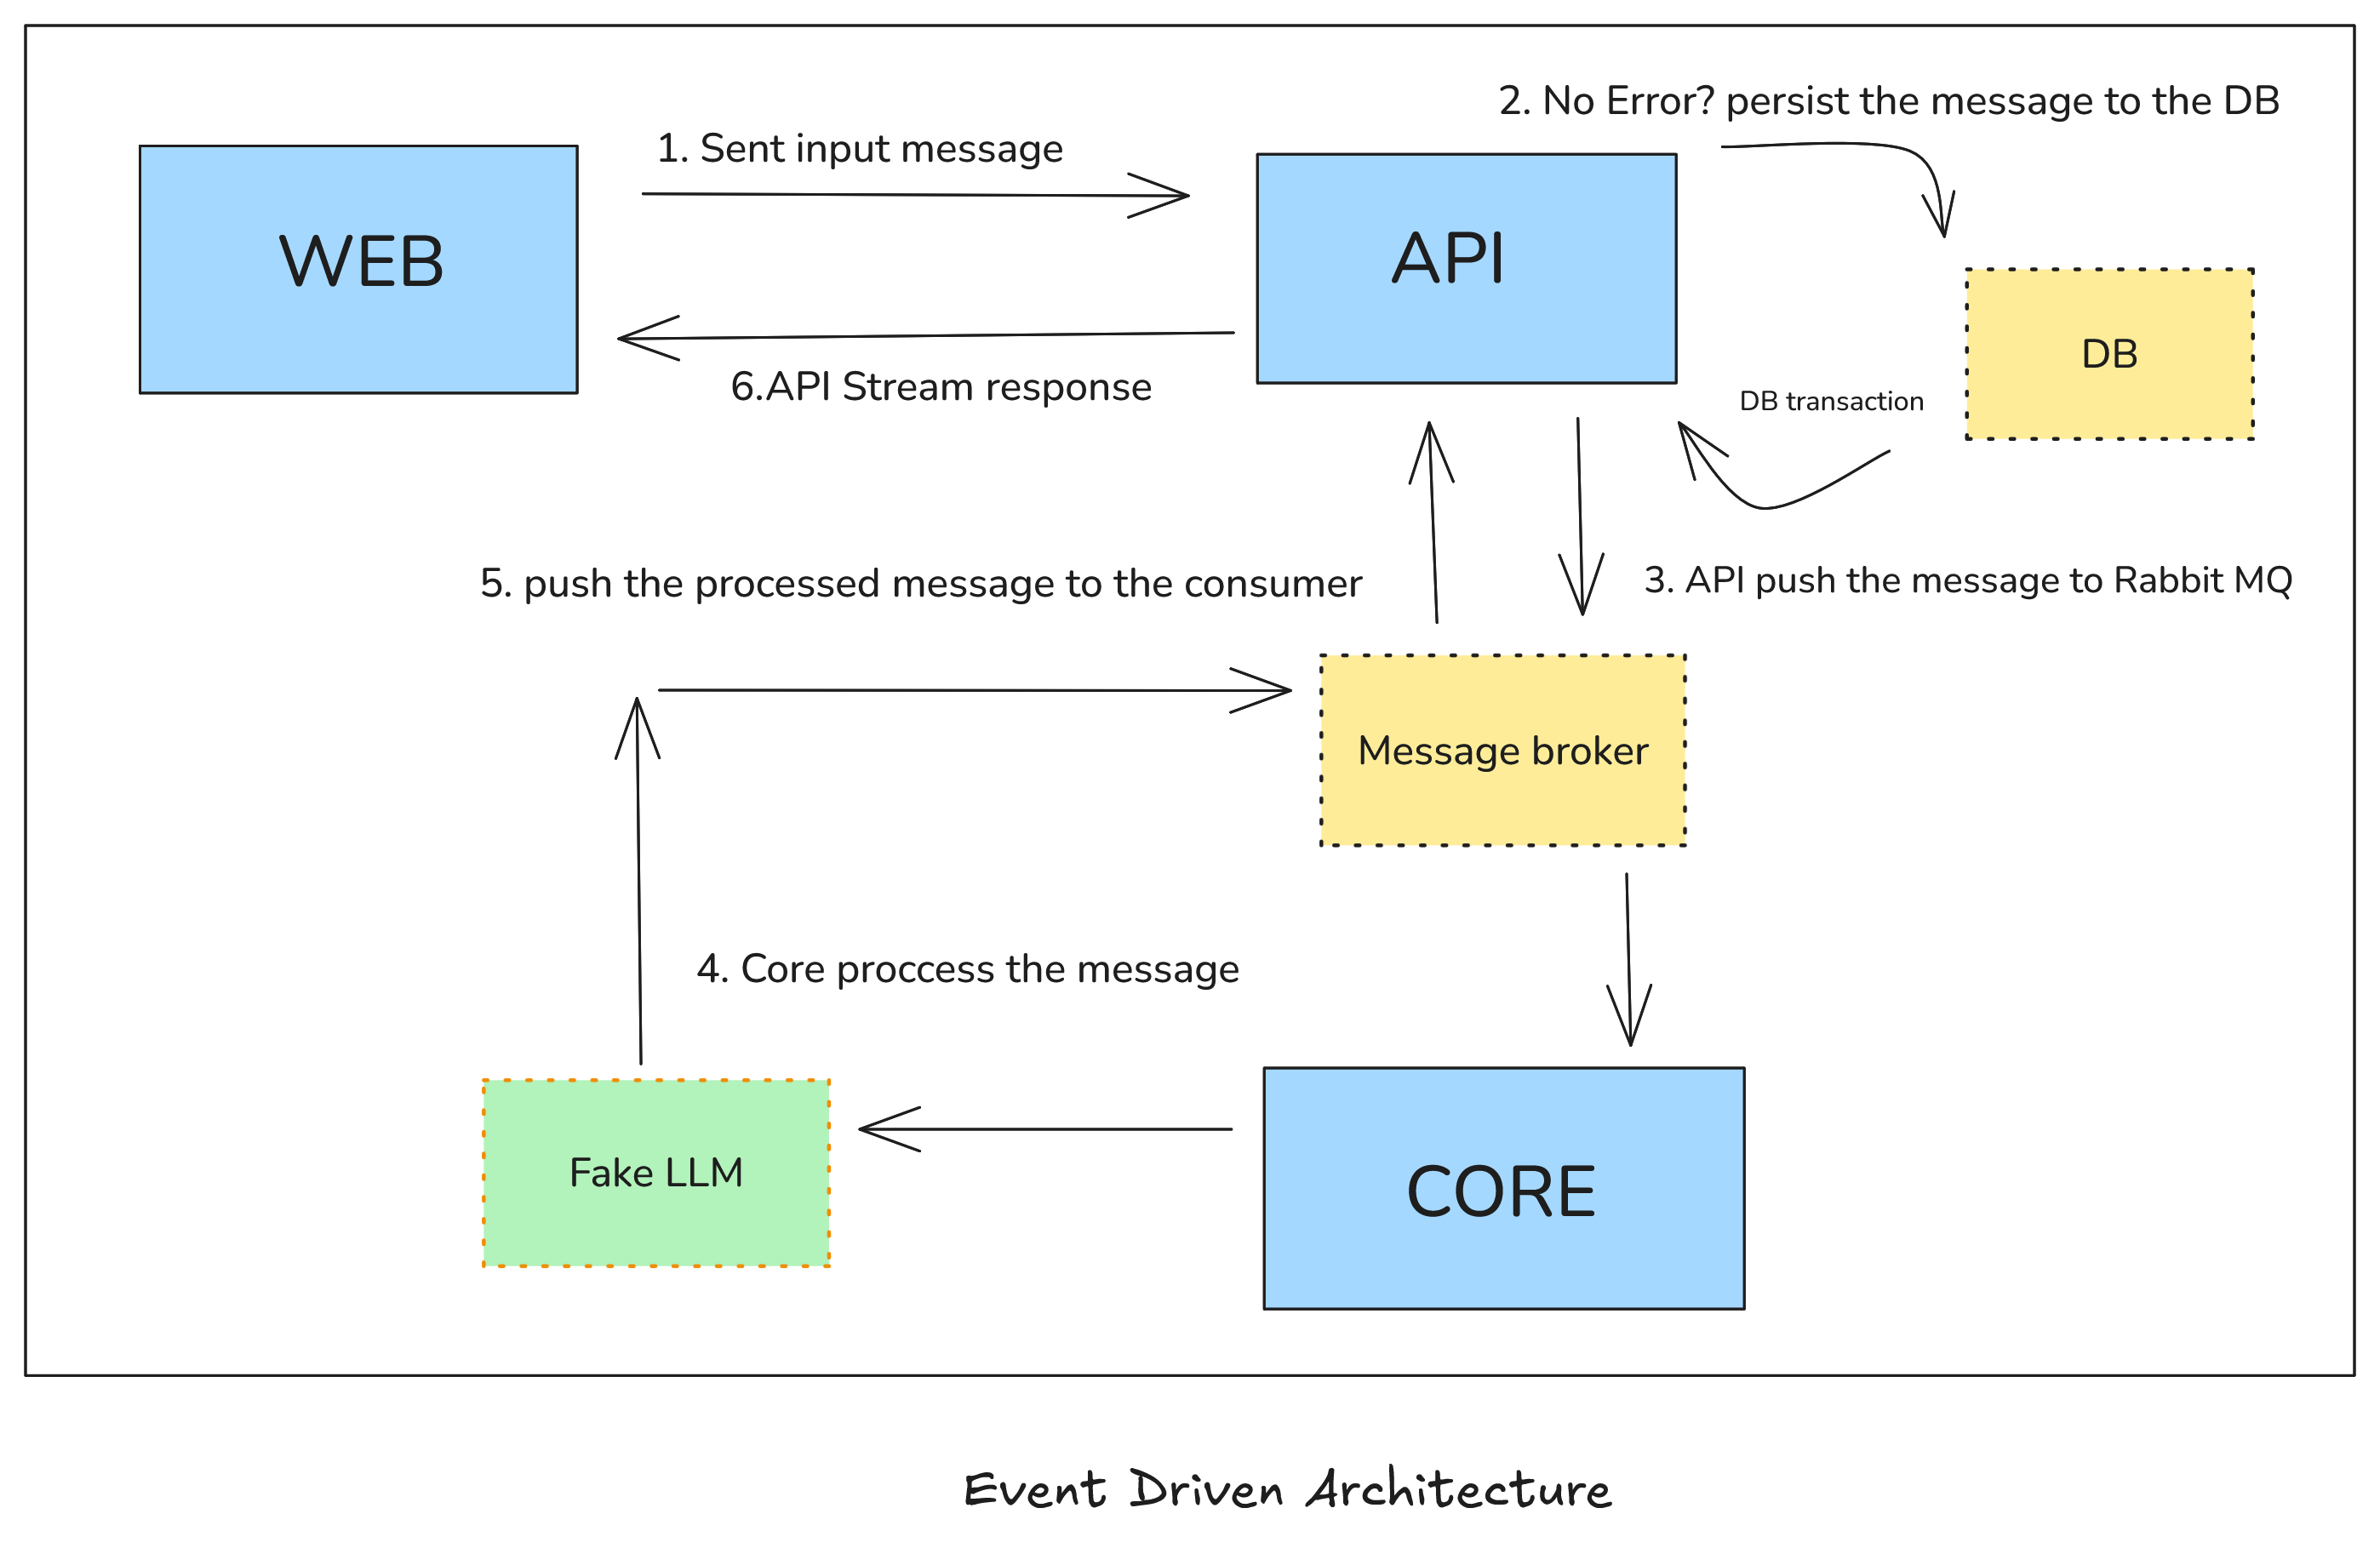 2. No Error? persist the message to the DB
1. Sent input message
WEB
API
DB
6.API Stream response
DB transaction
5. push the processed message to the consumer
3. API push the message to Rabbit MQ
Message broker
4. Core proccess the message
Fake LLM
CORE
Event Driven Architecture